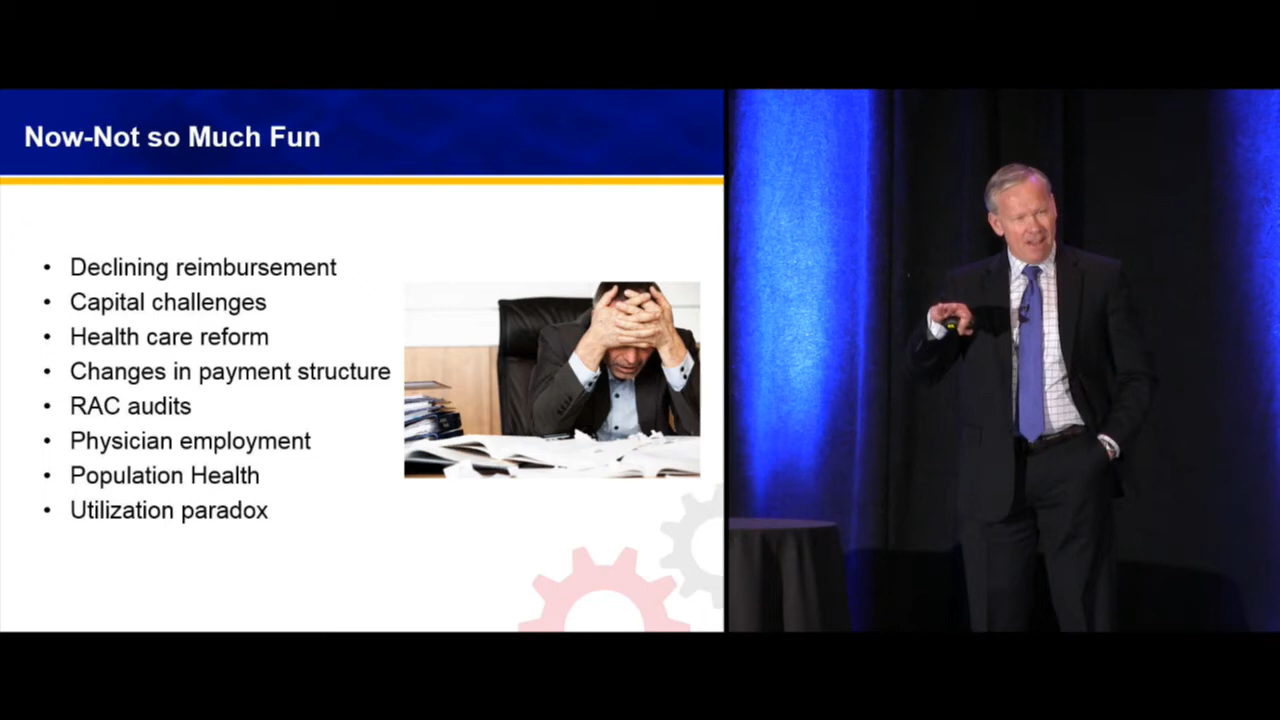 Now-Not so Much Fun
• Declining reimbursement
• Capital challenges
• Health care reform
• Changes in payment structure
• RAC audits
• Physician employment
• Population Health
• Utilization paradox